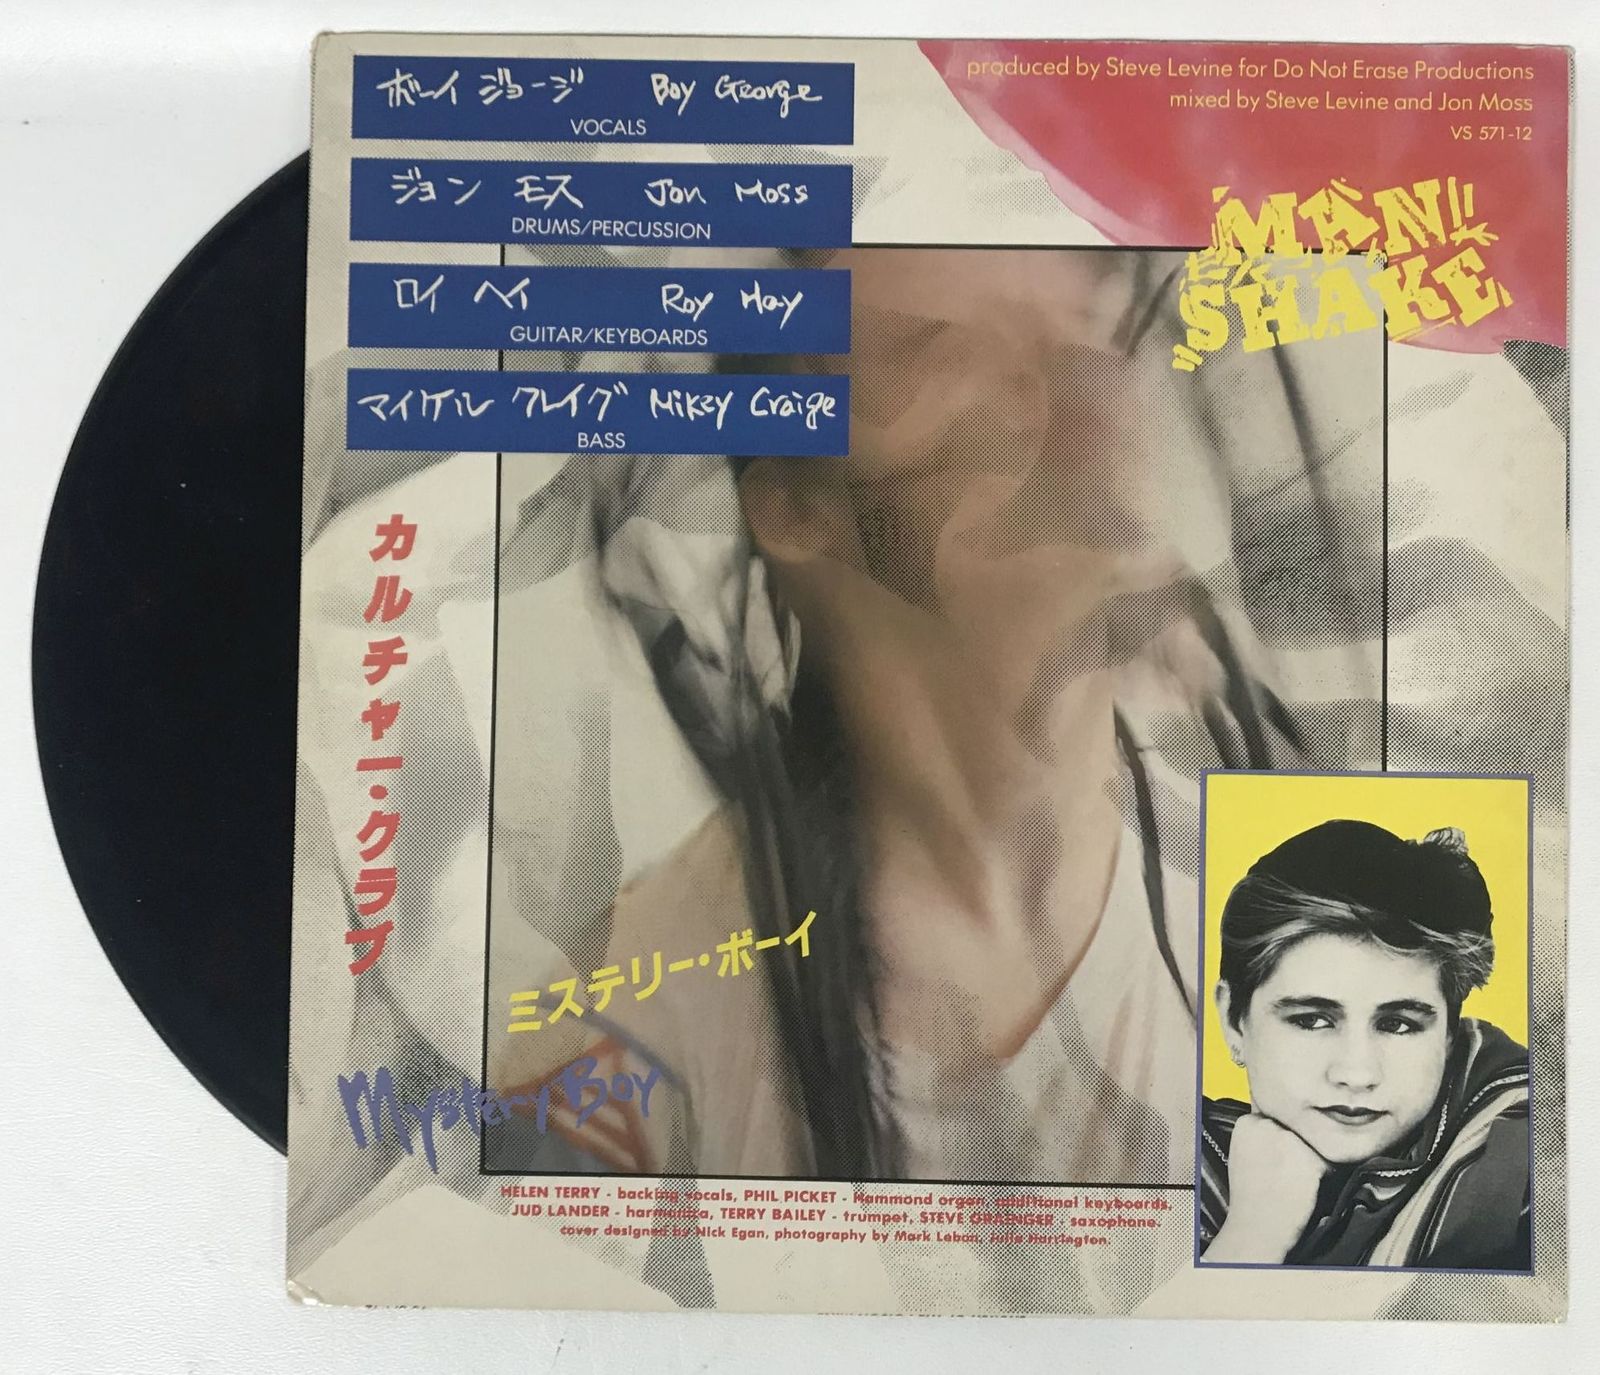 ボーイ ジョージ Boy George
VOCALS
ジョン モス Jon Moss
DRUMS/PERCUSSION
ロイ ヘイ Roy Hay
GUITAR/KEYBOARDS
マイケル クレイグ Mikey Craige
BASS
produced by Steve Levine for Do Not Erase Productions
mixed by Steve Levine and Jon Moss
VS 571-12
MAN
SHAKE
カルチャー・クラブ
ミステリー・ボーイ
Mystery Boy
HELEN TERRY - backing vocals, PHIL PICKET - Hammond organ, additional keyboards,
JUD LANDER - harmonica, TERRY BAILEY - trumpet, STEVE GRAINGER . saxophone.
cover designed by Nick Egan, photography by Mark Lebon, Julie Harrington.